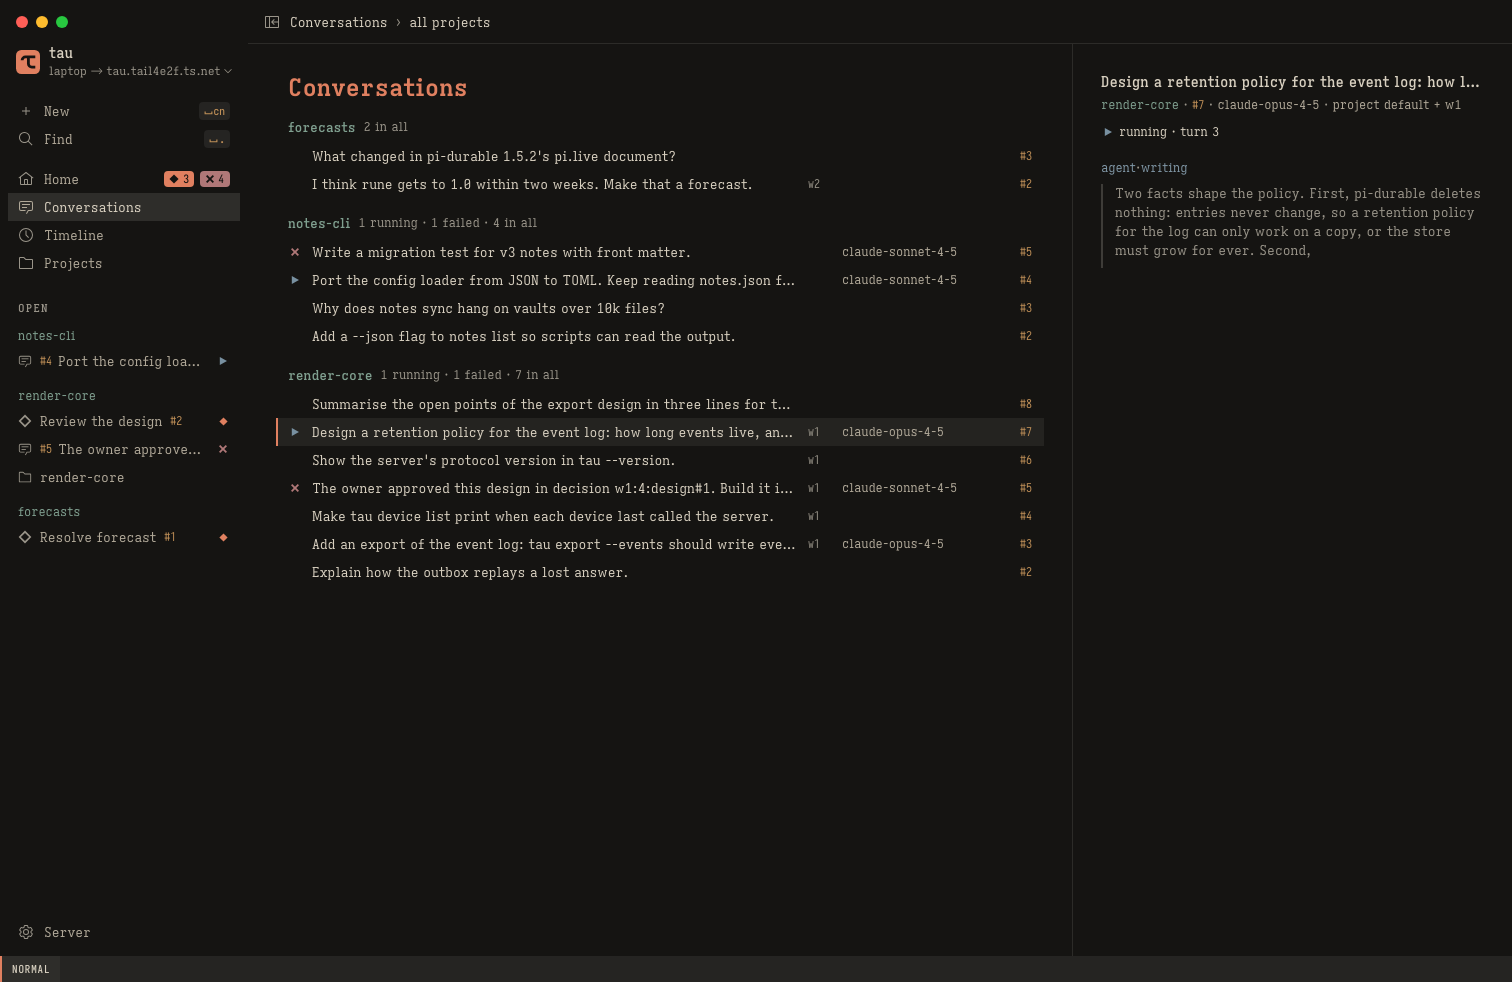 tau
laptop → tau.tail4e2f.ts.net
New ⎵cn
Find ⎵.
Home ◆ 3 ✕ 4
Conversations
Timeline
Projects
OPEN
notes-cli
#4 Port the config loa...
render-core
Review the design #2
#5 The owner approve...
render-core
forecasts
Resolve forecast #1
Server
NORMAL
Conversations › all projects
Conversations
forecasts 2 in all
What changed in pi-durable 1.5.2's pi.live document? #3
I think rune gets to 1.0 within two weeks. Make that a forecast. w2 #2
notes-cli 1 running · 1 failed · 4 in all
Write a migration test for v3 notes with front matter. claude-sonnet-4-5 #5
Port the config loader from JSON to TOML. Keep reading notes.json f... claude-sonnet-4-5 #4
Why does notes sync hang on vaults over 10k files? #3
Add a --json flag to notes list so scripts can read the output. #2
render-core 1 running · 1 failed · 7 in all
Summarise the open points of the export design in three lines for t... #8
Design a retention policy for the event log: how long events live, an... w1 claude-opus-4-5 #7
Show the server's protocol version in tau --version. w1 #6
The owner approved this design in decision w1:4:design#1. Build it i... w1 claude-sonnet-4-5 #5
Make tau device list print when each device last called the server. w1 #4
Add an export of the event log: tau export --events should write eve... w1 claude-opus-4-5 #3
Explain how the outbox replays a lost answer. #2
Design a retention policy for the event log: how l...
render-core · #7 · claude-opus-4-5 · project default + w1
running · turn 3
agent·writing
Two facts shape the policy. First, pi-durable deletes
nothing: entries never change, so a retention policy
for the log can only work on a copy, or the store
must grow for ever. Second,